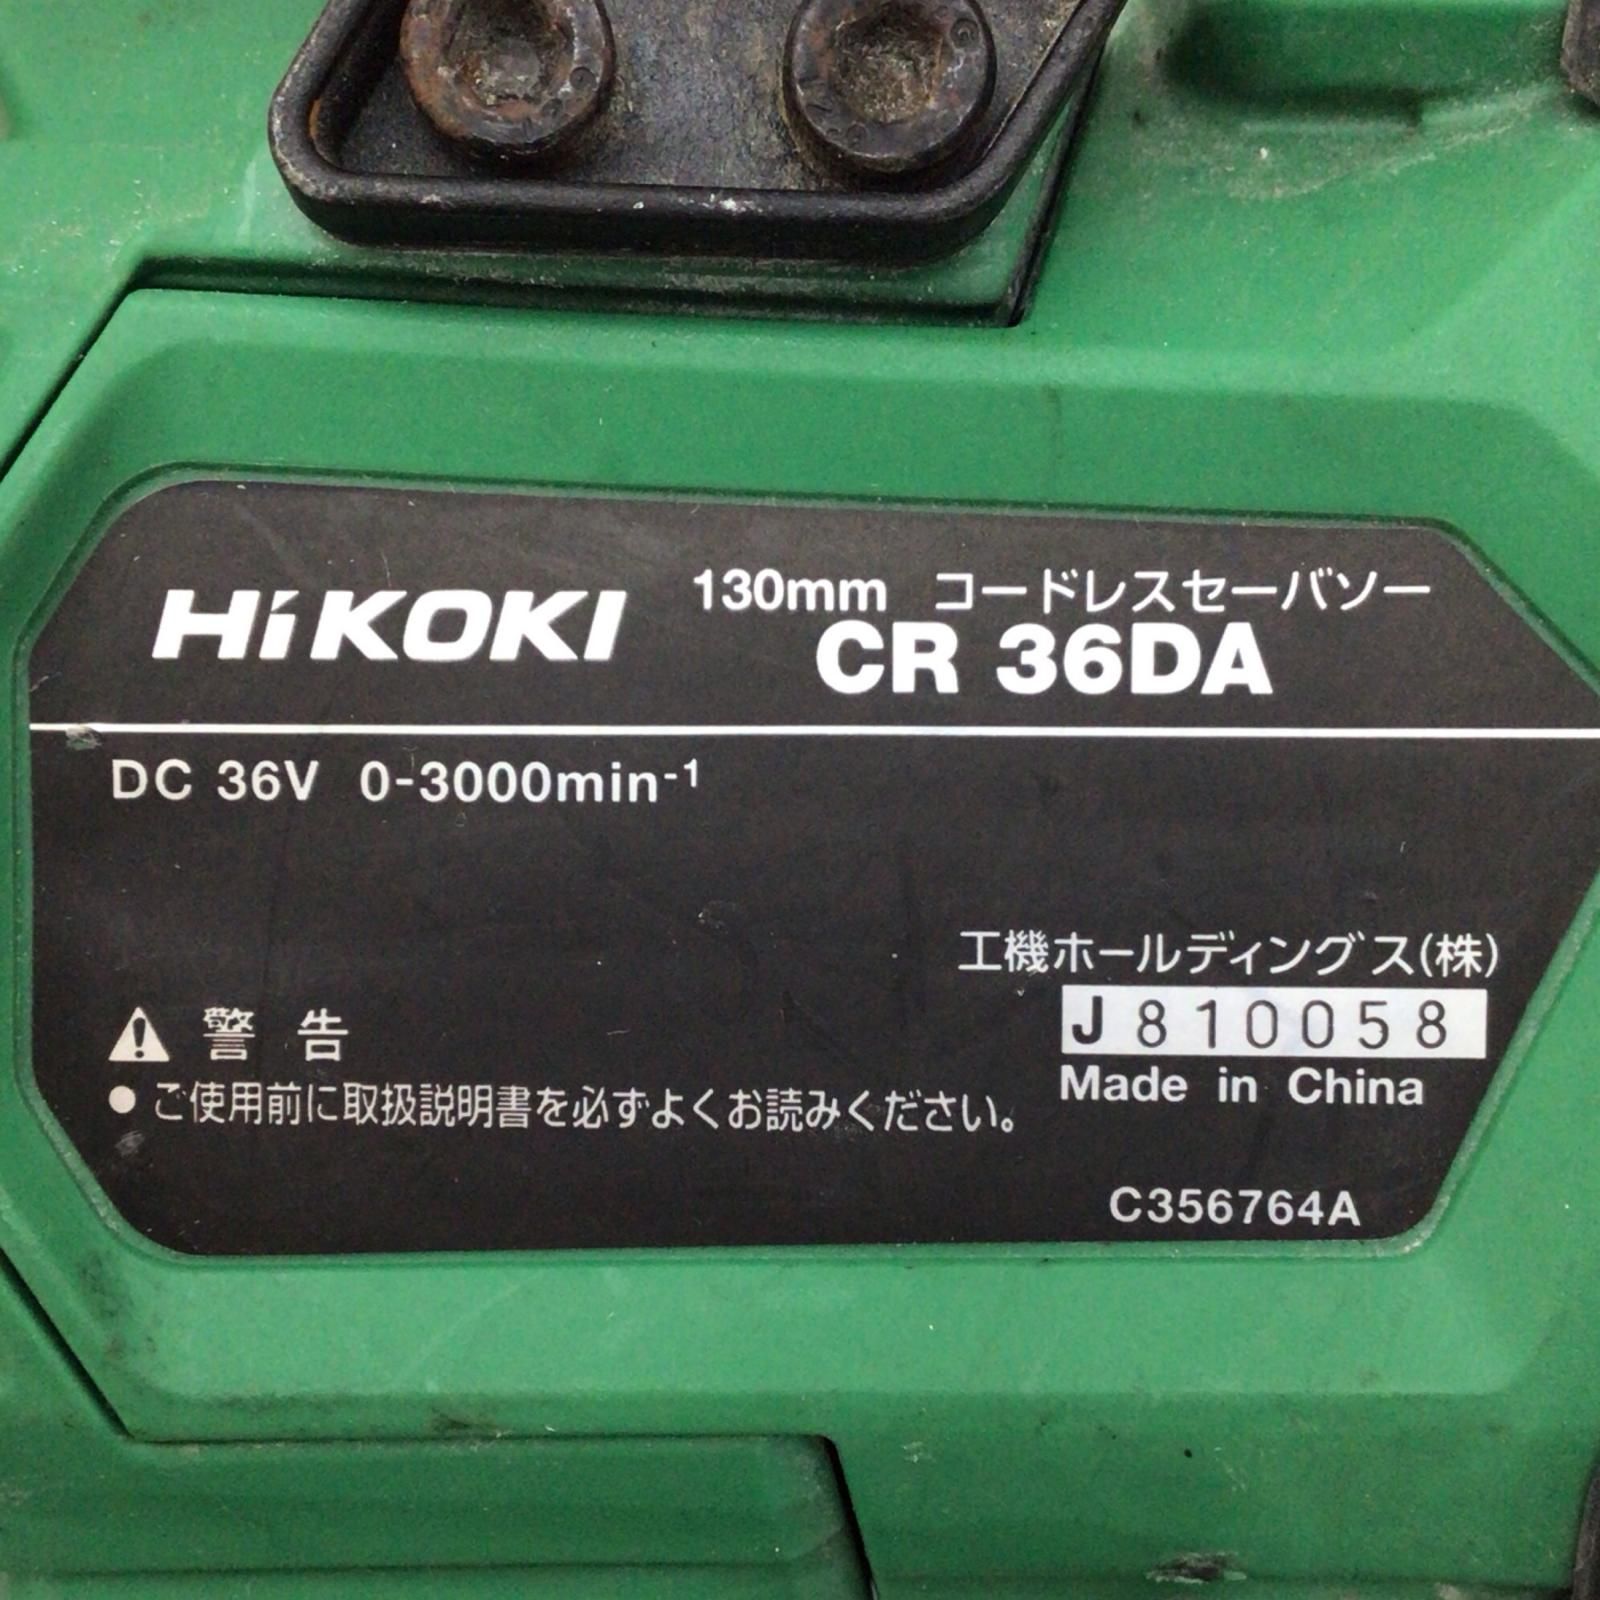 HiKOKI 130mm コードレスセーバソー
CR 36DA
DC 36V 0-3000min⁻¹
工機ホールディングス(株)
J810058
Made in China
⚠ 警告
● ご使用前に取扱説明書を必ずよくお読みください。
C356764A